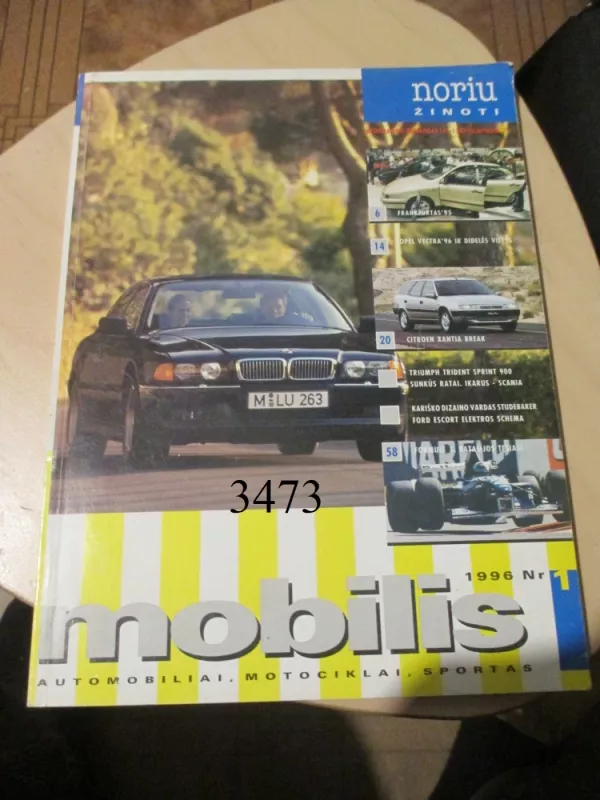 noriu
ŽINOTI
6 FRANKFURTAS'95
14 OPEL VECTRA'96 IR DIDELĖS
20 CITROEN XANTIA BREAK
TRIUMPH TRIDENT SPRINT 900
SUNKŪS RATAI. IKARUS - SCANIA
KARIŠKO DIZAINO VARDAS STUDEBAKER
FORD ESCORT ELEKTROS SCHEMA
58 FORMULĖ
M LU 263
3473
1996 Nr 1
mobilis
AUTOMOBILIAI, MOTOCIKLAI, SPORTAS